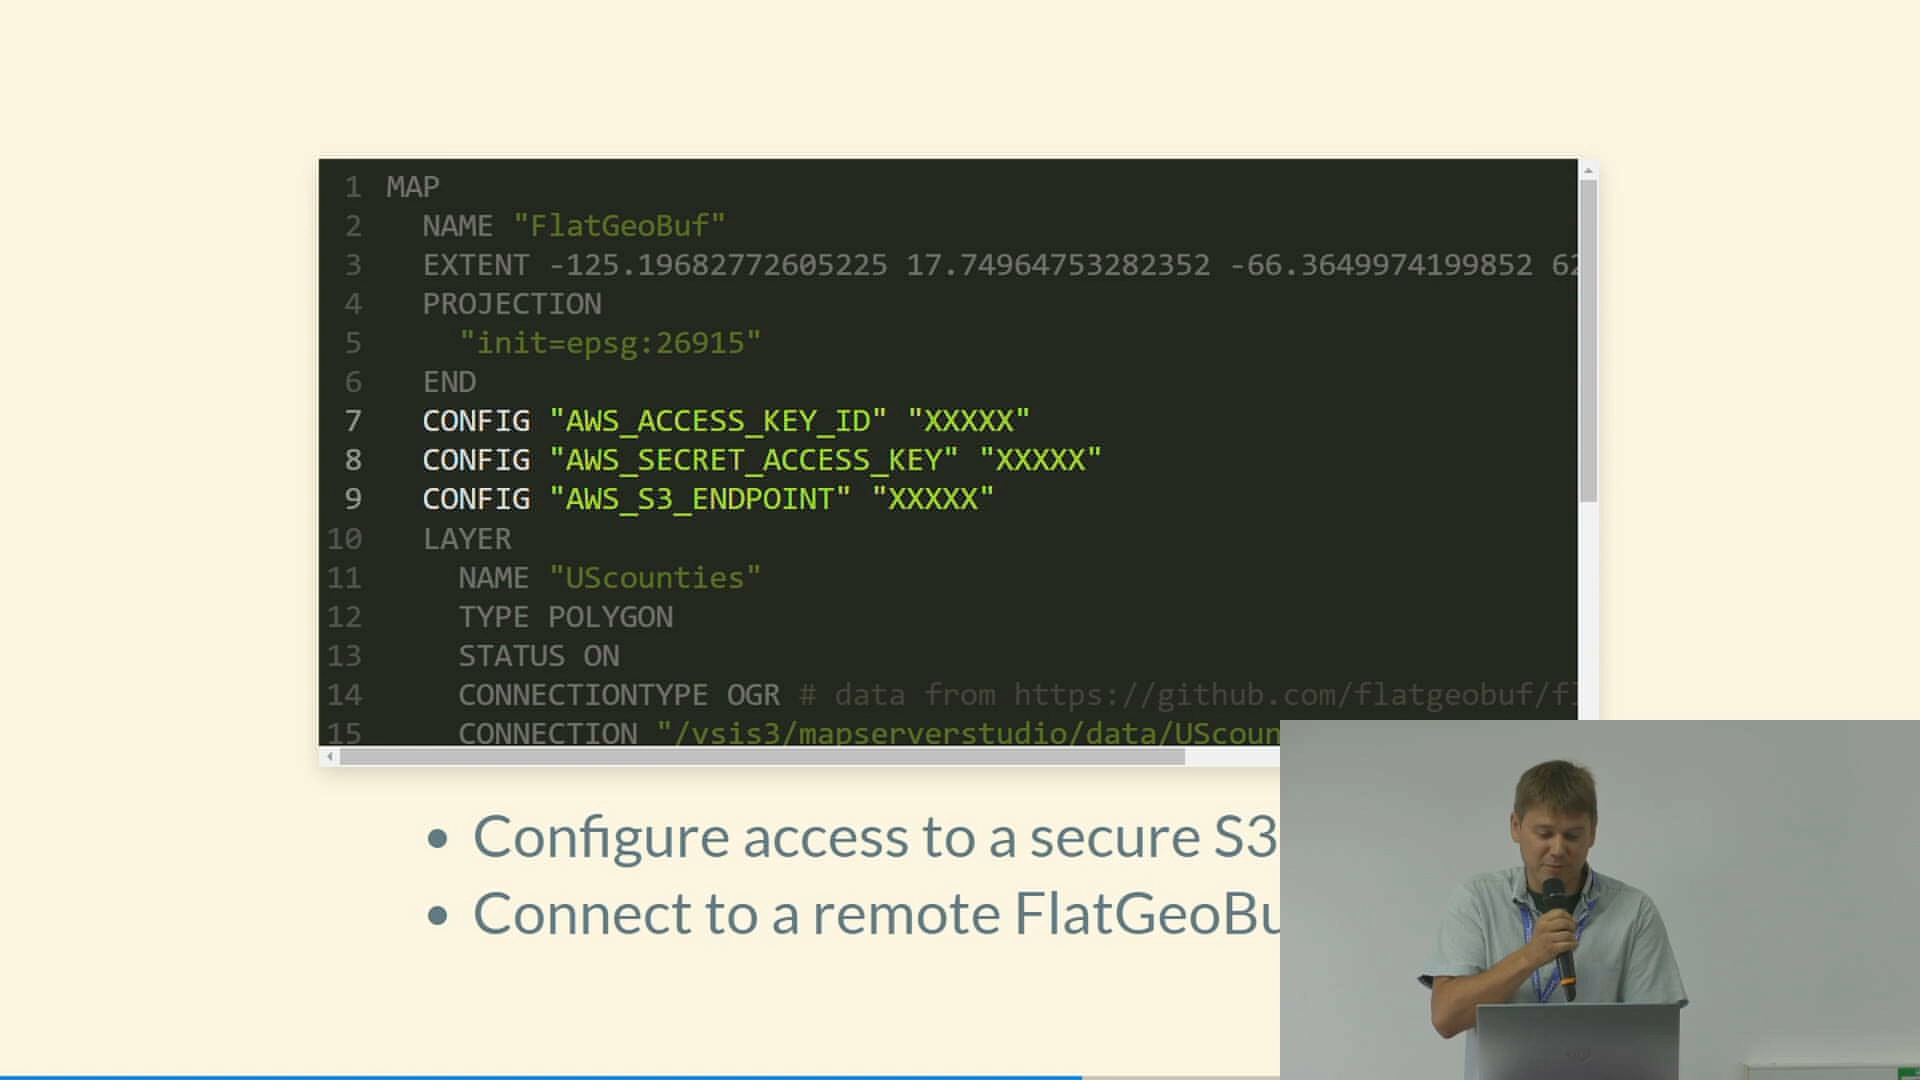 1 MAP
2 NAME "FlatGeoBuf"
3 EXTENT -125.19682772605225 17.74964753282352 -66.3649974199852 62
4 PROJECTION
5 "init=epsg:26915"
6 END
7 CONFIG "AWS_ACCESS_KEY_ID" "XXXXX"
8 CONFIG "AWS_SECRET_ACCESS_KEY" "XXXXX"
9 CONFIG "AWS_S3_ENDPOINT" "XXXXX"
10 LAYER
11 NAME "UScounties"
12 TYPE POLYGON
13 STATUS ON
14 CONNECTIONTYPE OGR # data from https://github.com/flatgeobuf/fl
15 CONNECTION "/vsis3/mapserverstudio/data/UScoun
• Configure access to a secure S3
• Connect to a remote FlatGeoBu